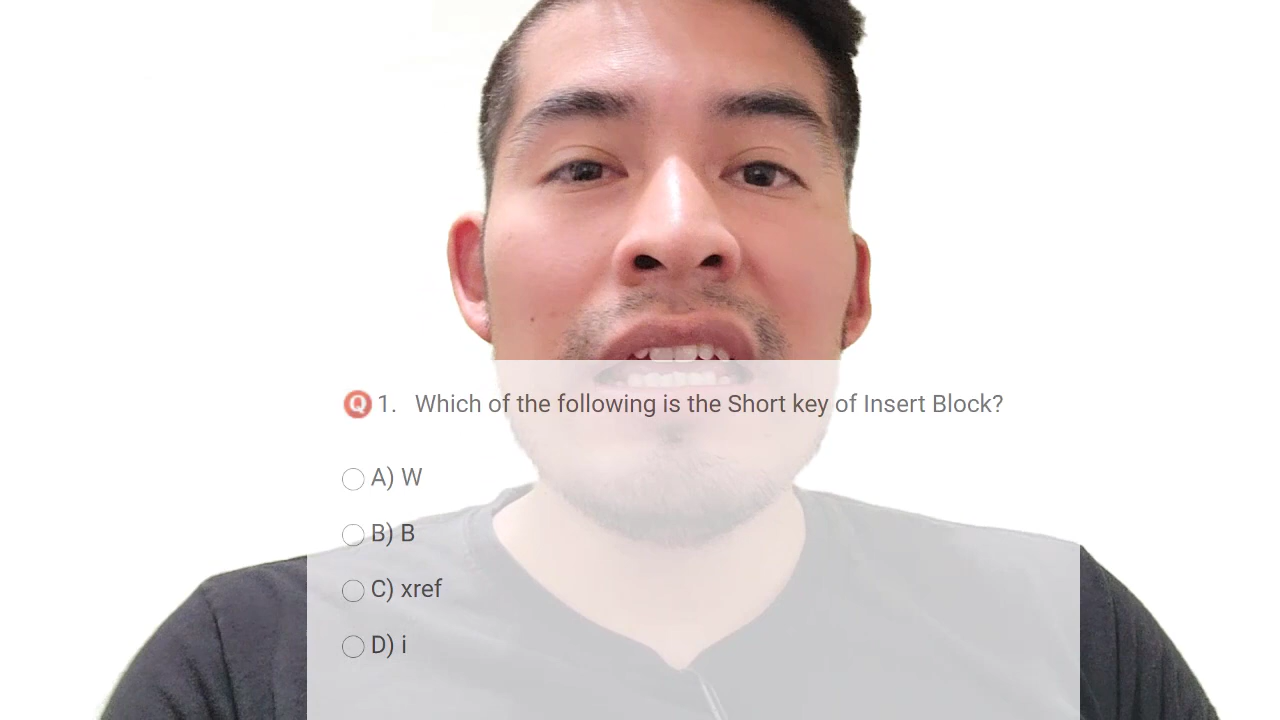 Q 1. Which of the following is the Short key of Insert Block?
A) W
B) B
C) xref
D) i